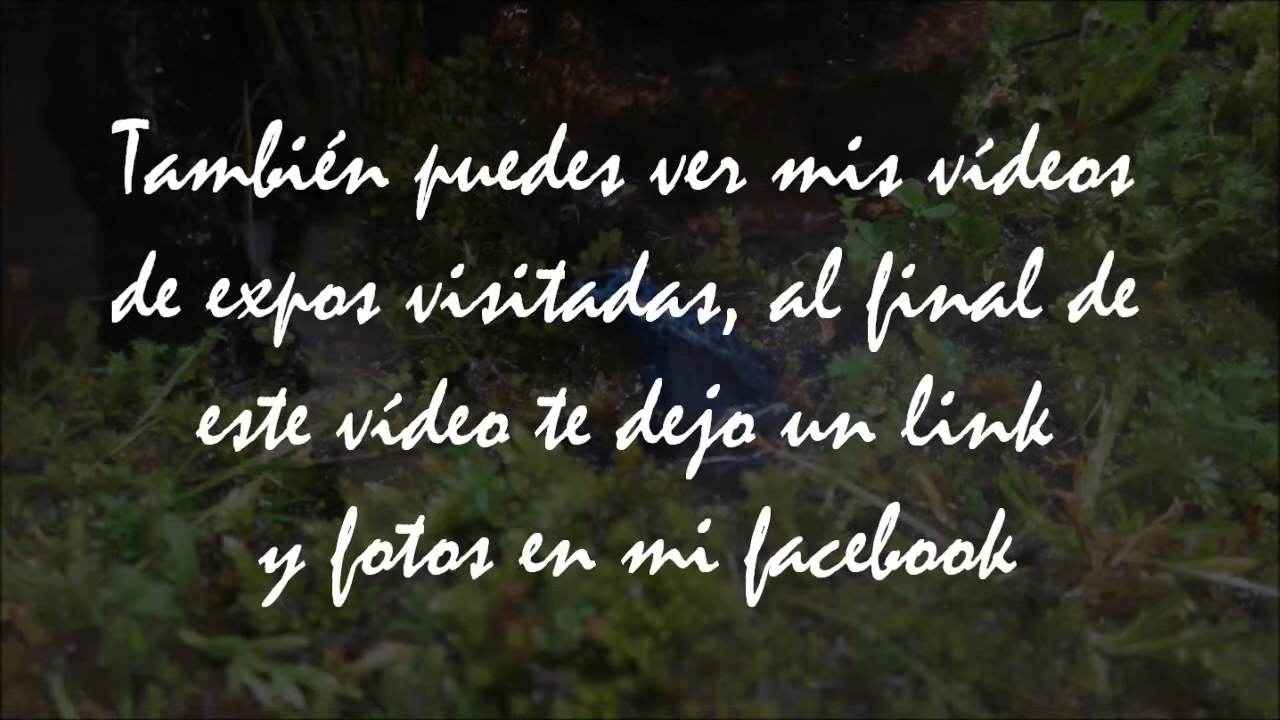 También puedes ver mis vídeos
de expos visitadas, al final de
este vídeo te dejo un link
y fotos en mi facebook